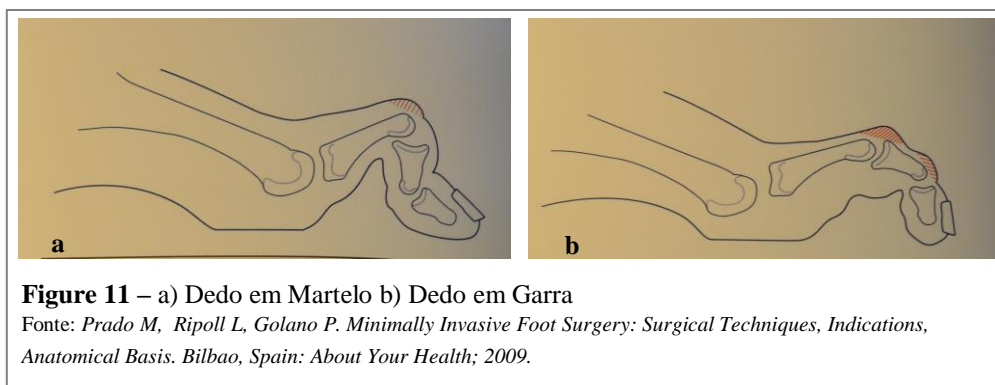 a
b
Figure 11 – a) Dedo em Martelo b) Dedo em Garra
Fonte: Prado M, Ripoll L, Golano P. Minimally Invasive Foot Surgery: Surgical Techniques, Indications,
Anatomical Basis. Bilbao, Spain: About Your Health; 2009.